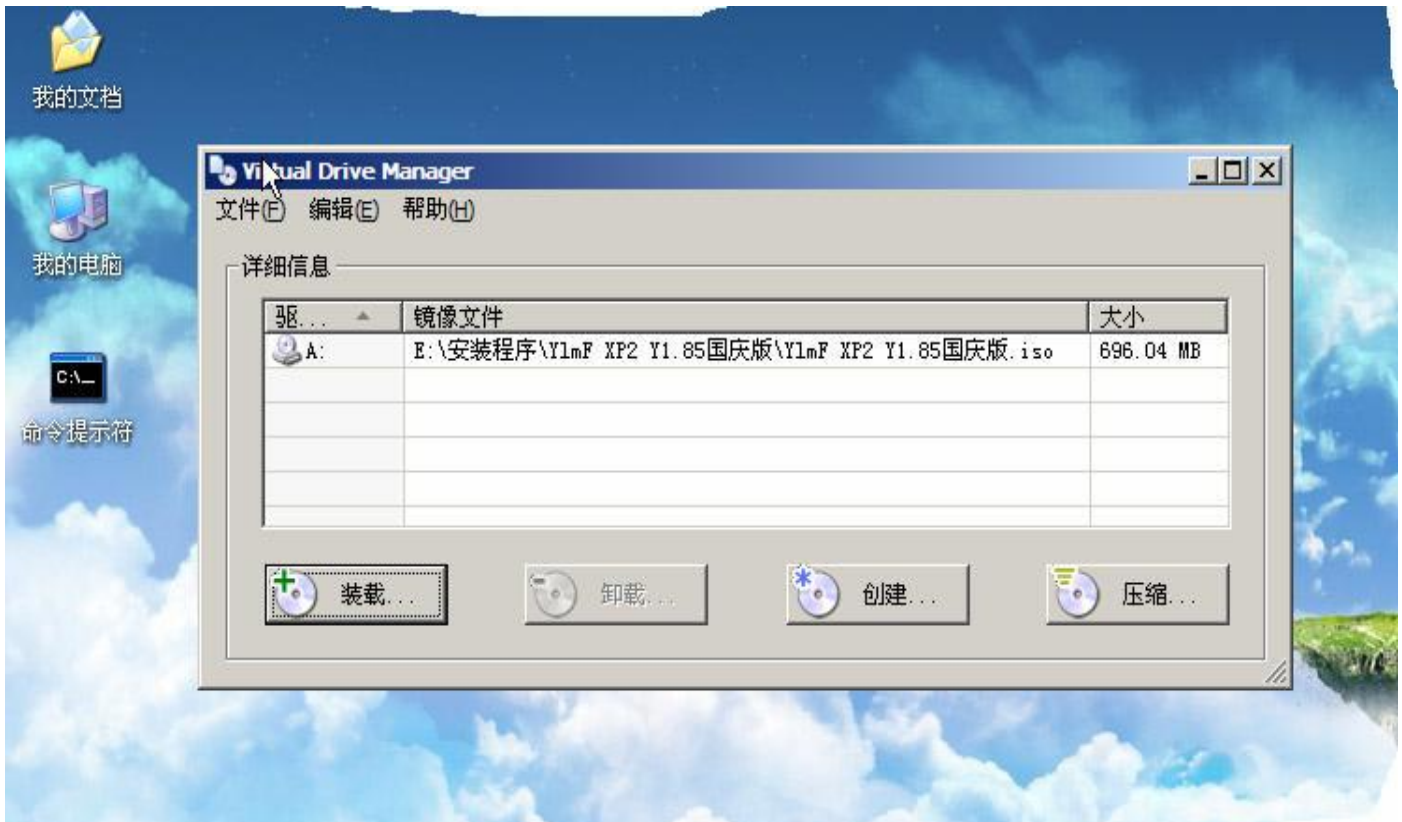 我的文档
我的电脑
C:\_
命令提示符
Virtual Drive Manager
文件(F) 编辑(E) 帮助(H)
详细信息
驱... 镜像文件 大小
A: E:\安装程序\YlmF XP2 Y1.85国庆版\YlmF XP2 Y1.85国庆版.iso 696.04 MB
装载... 卸载... 创建... 压缩...